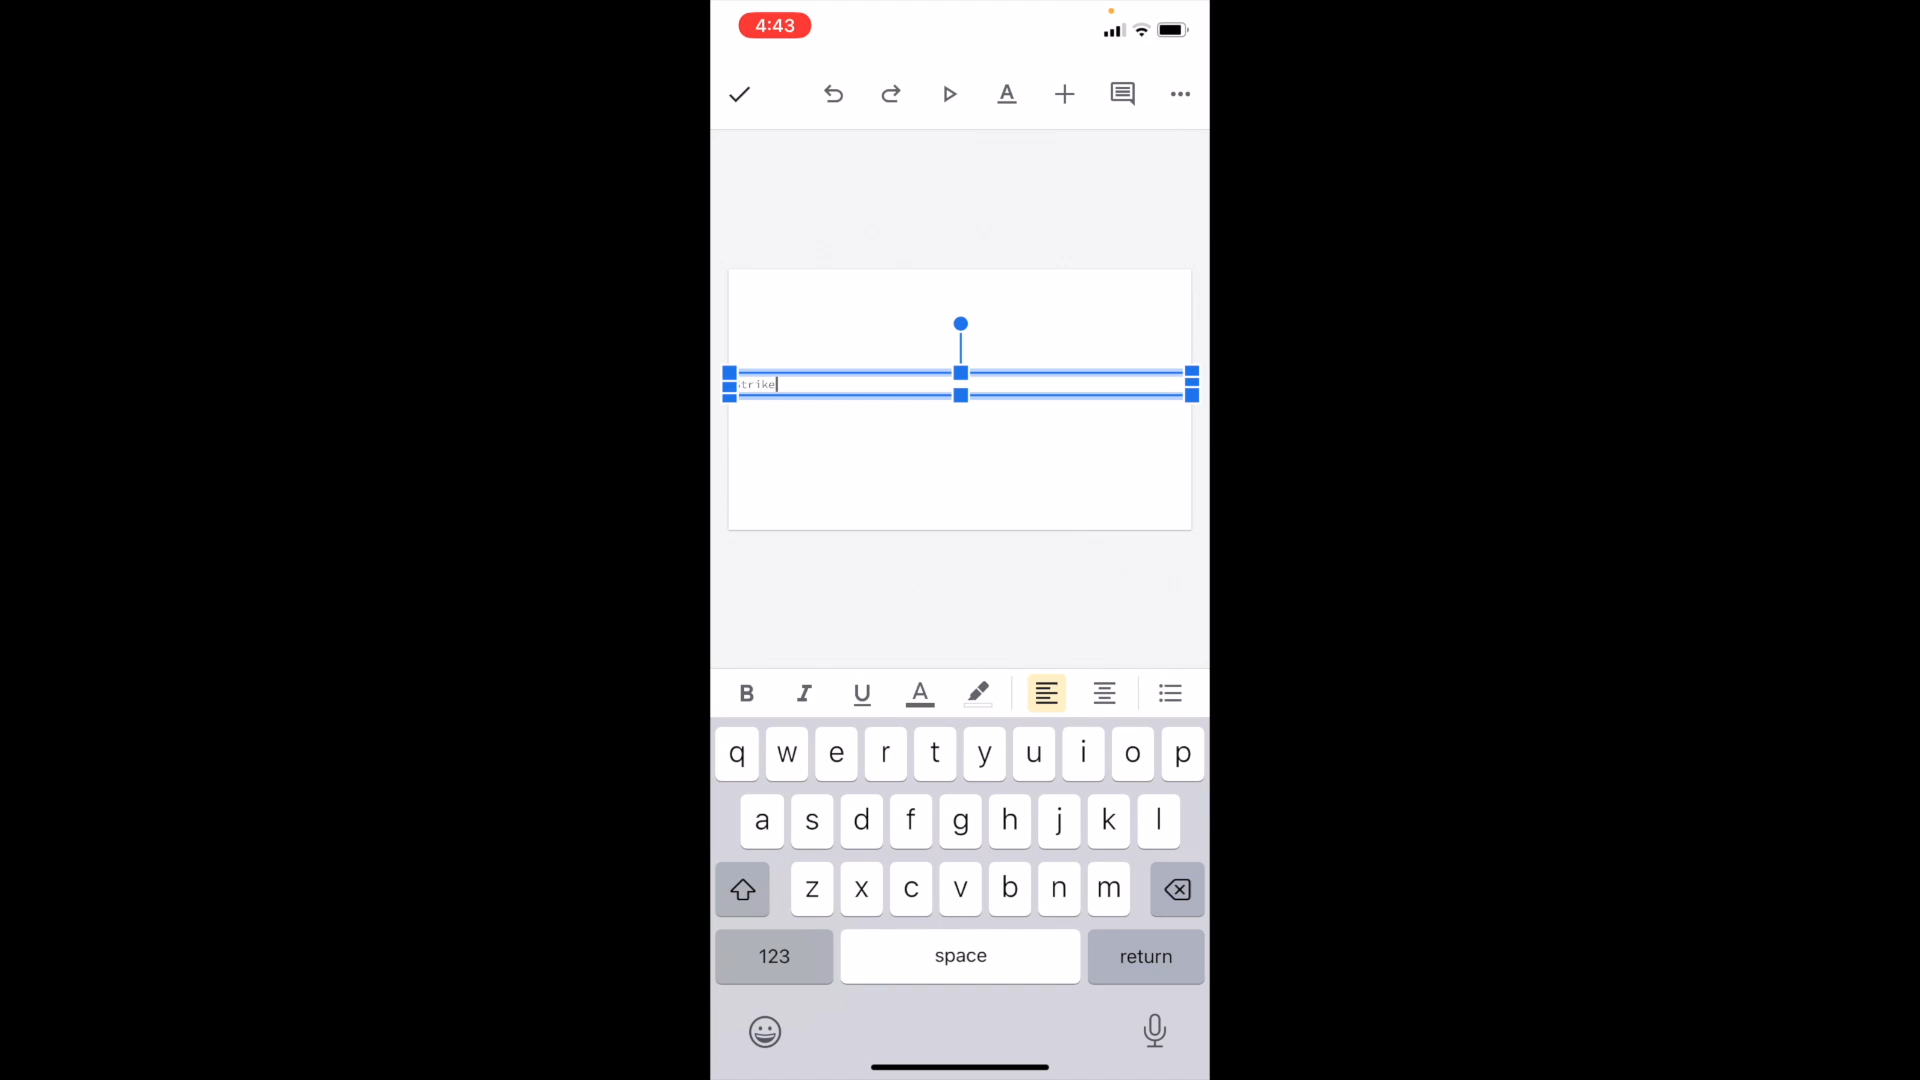 4:43
A
Strike
B I U A
q w e r t y u i o p
a s d f g h j k l
z x c v b n m
123 space return